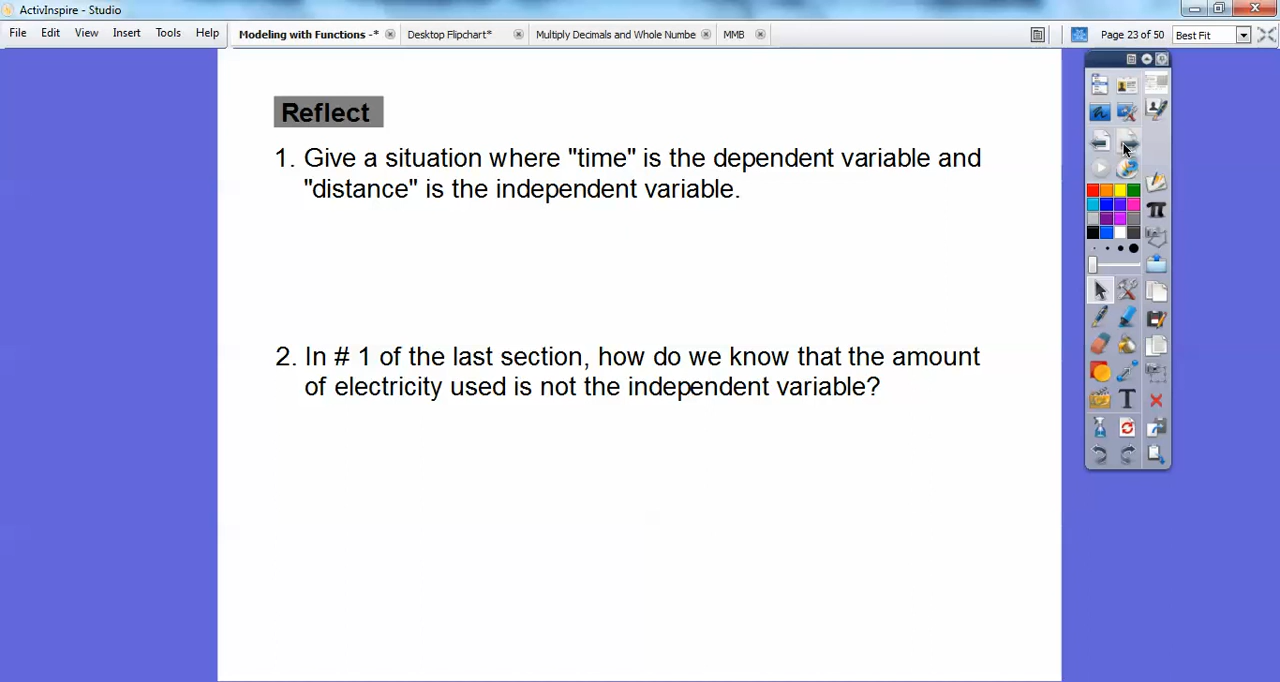 ActivInspire - Studio
File Edit View Insert Tools Help
Modeling with Functions -* Desktop Flipchart* Multiply Decimals and Whole Numbe MMB Page 23 of 50 Best Fit
Reflect
1. Give a situation where "time" is the dependent variable and
"distance" is the independent variable.
2. In # 1 of the last section, how do we know that the amount
of electricity used is not the independent variable?